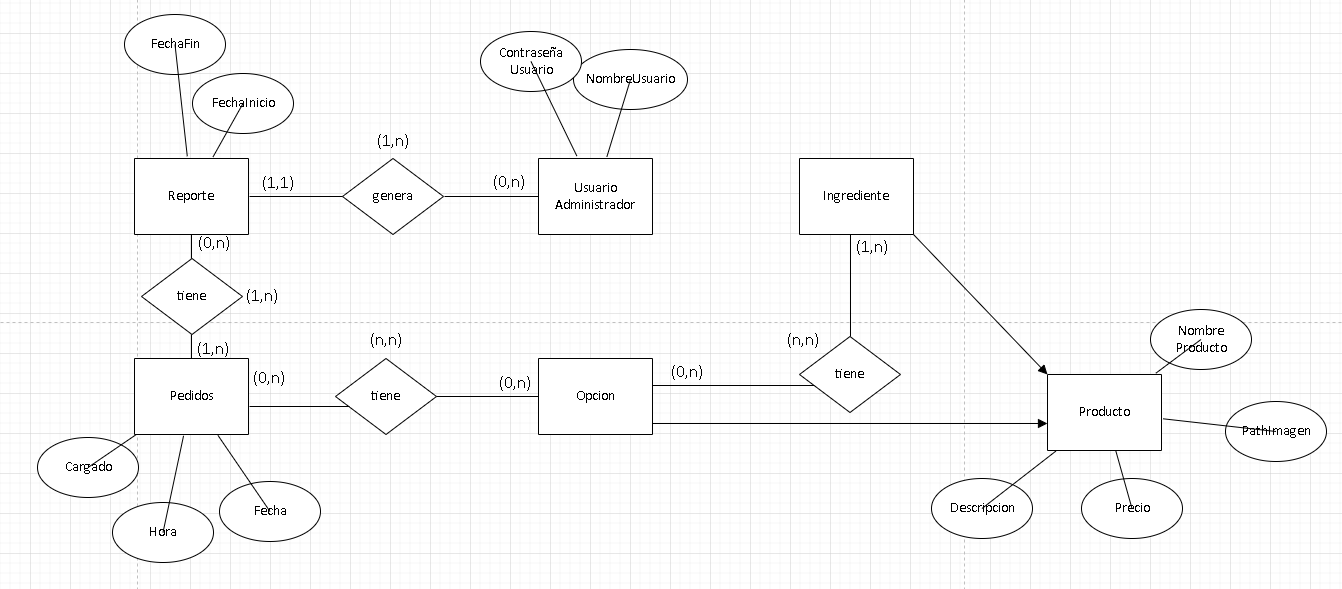 FechaFin
Contraseña
Usuario
NombreUsuario
FechaInicio
(1,n)
Reporte
(1,1)
genera
(0,n)
Usuario
Administrador
Ingrediente
(0,n)
(1,n)
tiene
(1,n)
(1,n)
(n,n)
(n,n)
Nombre
Producto
Pedidos
(0,n)
tiene
(0,n)
Opcion
(0,n)
tiene
Producto
PathImagen
Cargado
Hora
Fecha
Descripcion
Precio